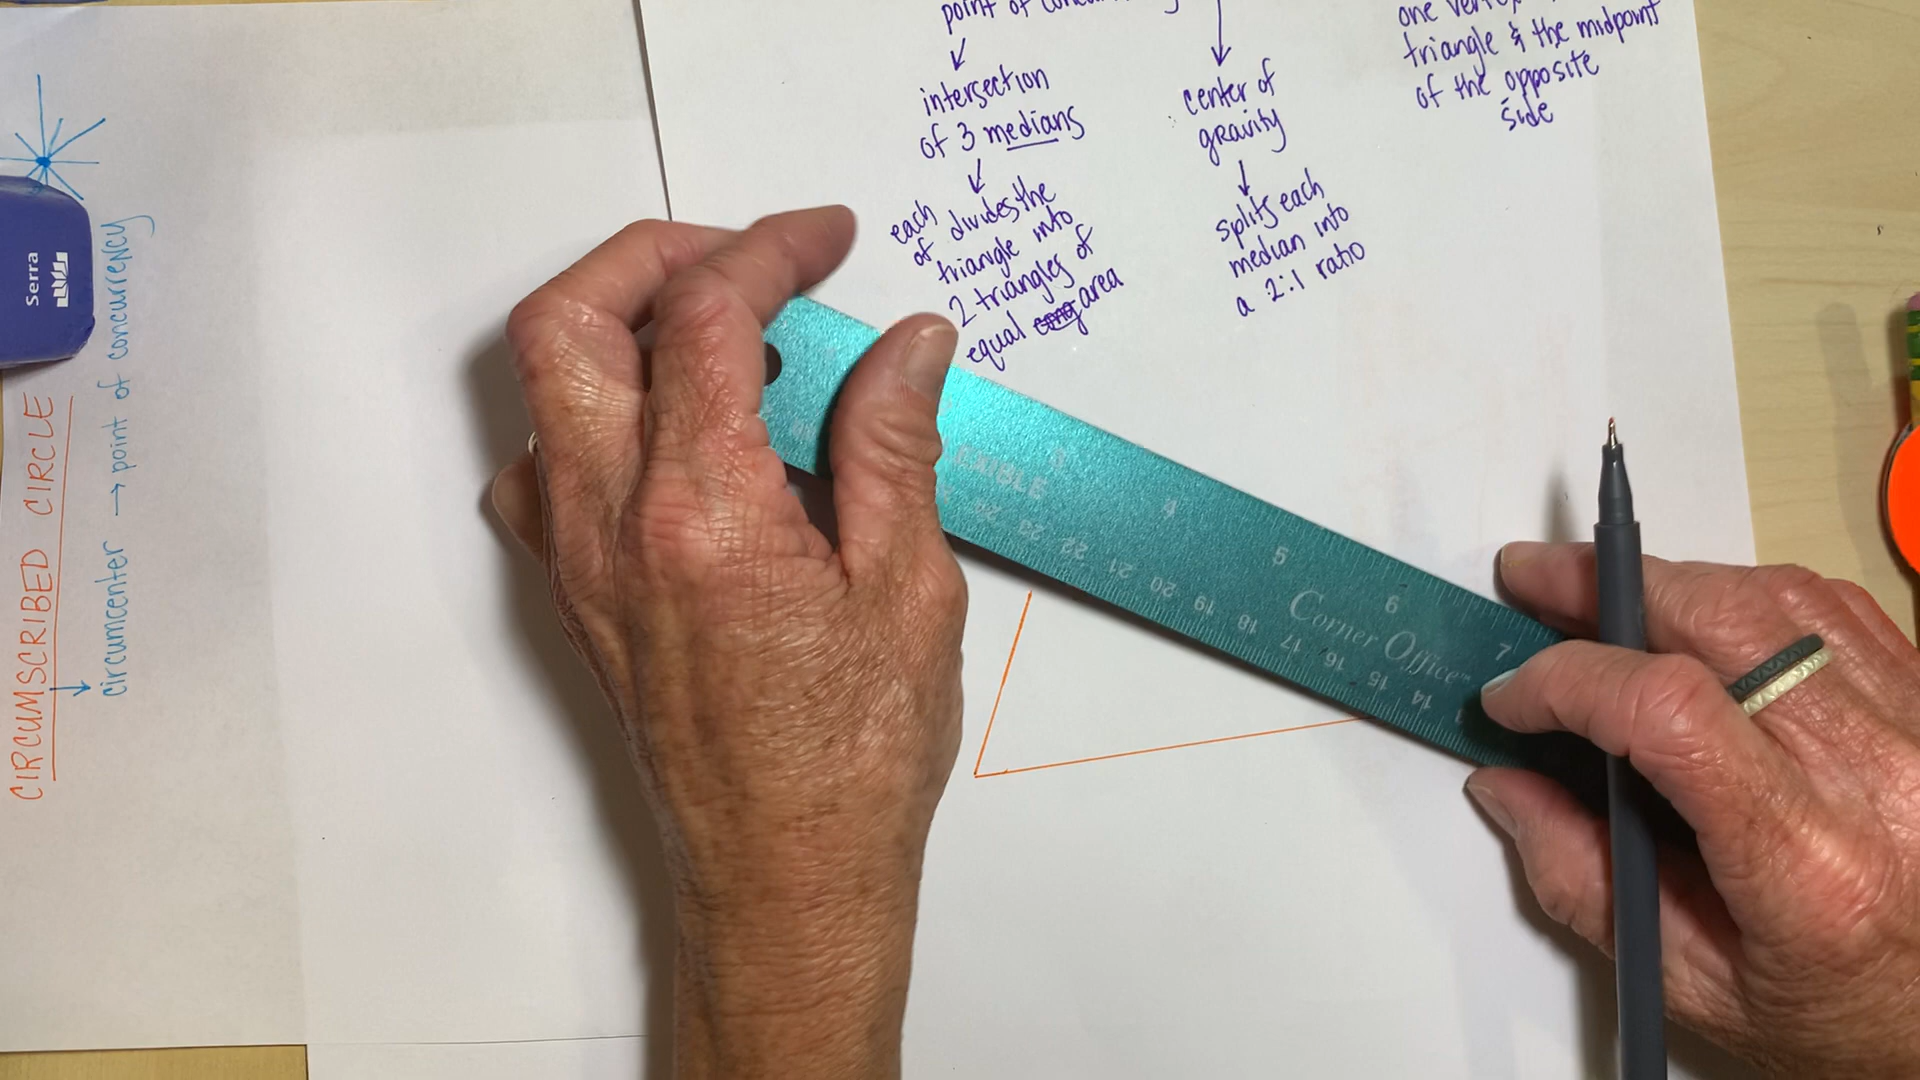 point of
intersection
of 3 medians
each
of divides the
triangle into
2 triangles of
equal area
center of
gravity
splits each
median into
a 2:1 ratio
one
triangle & the midpoint
of the opposite
side
CIRCUMSCRIBED CIRCLE
circumcenter → point of concurrency
Serra
EXIBLE
3
4
5
6
7
Corner Office™
24 23 22 21 20 19 18 17 16 15 14